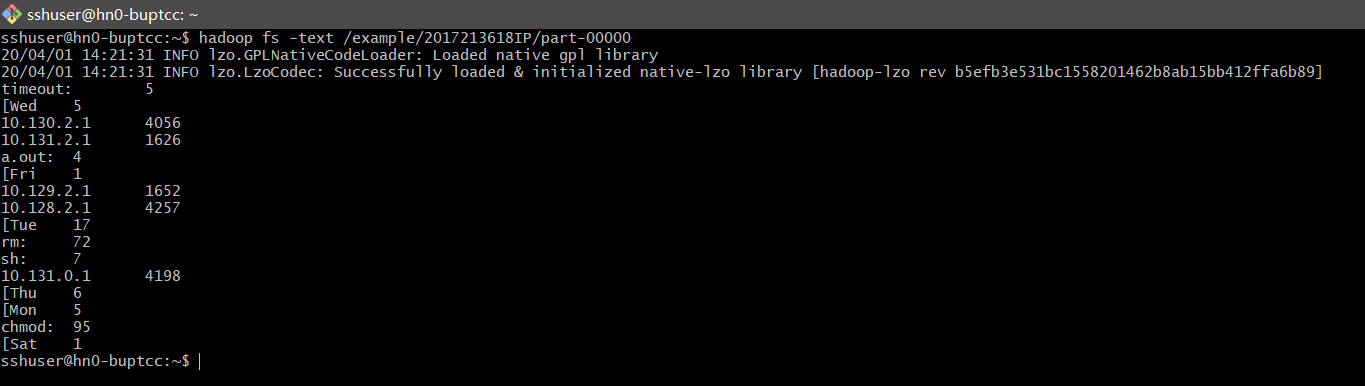 sshuser@hn0-buptcc: ~
sshuser@hn0-buptcc:~$ hadoop fs -text /example/2017213618IP/part-00000
20/04/01 14:21:31 INFO lzo.GPLNativeCodeLoader: Loaded native gpl library
20/04/01 14:21:31 INFO lzo.LzoCodec: Successfully loaded & initialized native-lzo library [hadoop-lzo rev b5efb3e531bc1558201462b8ab15bb412ffa6b89]
timeout:        5
[Wed    5
10.130.2.1      4056
10.131.2.1      1626
a.out:  4
[Fri    1
10.129.2.1      1652
10.128.2.1      4257
[Tue    17
rm:     72
sh:     7
10.131.0.1      4198
[Thu    6
[Mon    5
chmod:  95
[Sat    1
sshuser@hn0-buptcc:~$